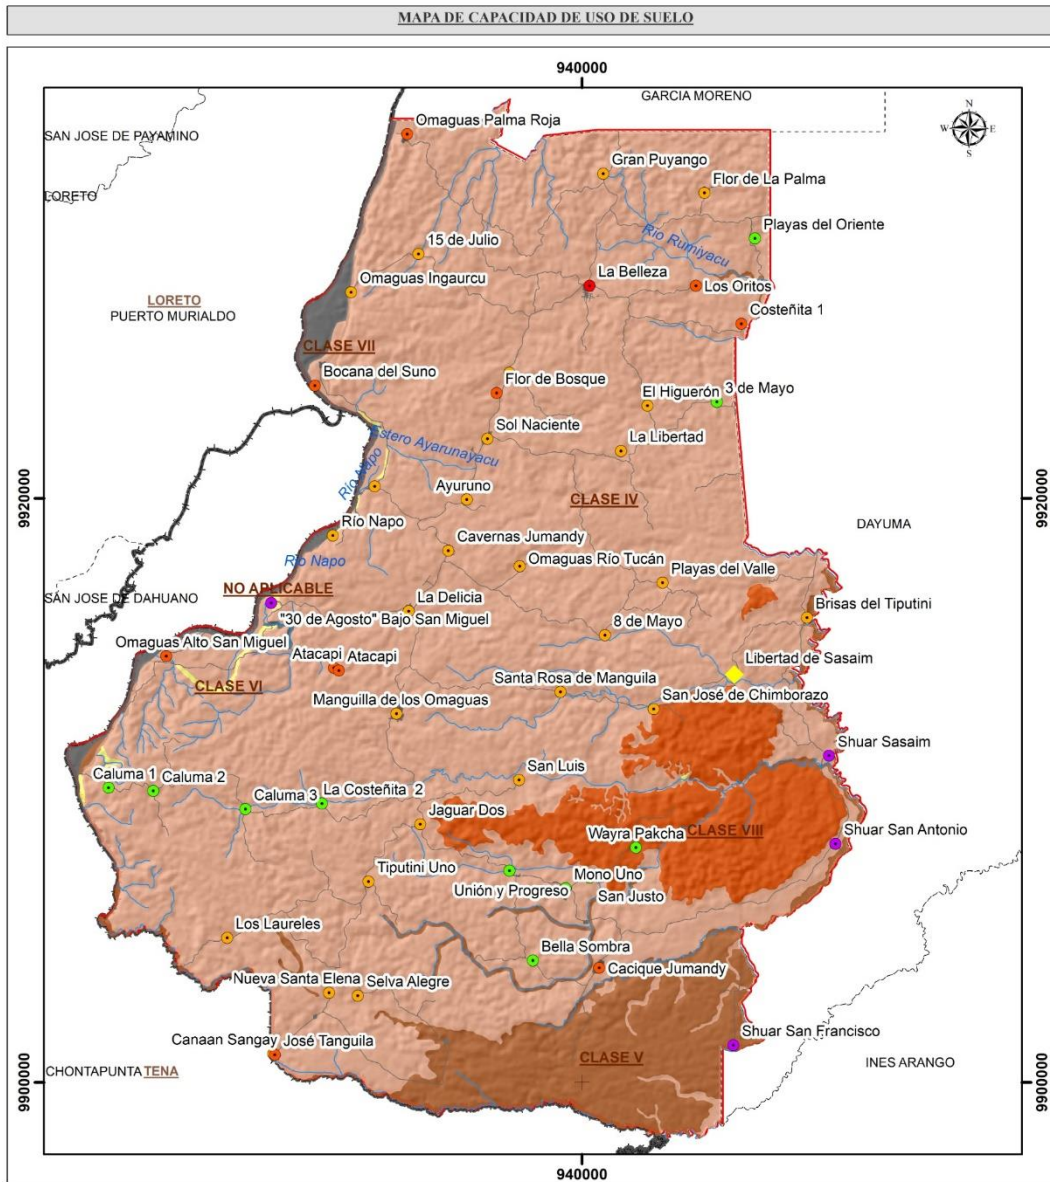 MAPA DE CAPACIDAD DE USO DE SUELO
940000
GARCIA MORENO
N
W E
S
SAN JOSE DE PAYAMINO
Omaguas Palma Roja
Gran Puyango
Flor de La Palma
LORETO
Playas del Oriente
Río Rumiyacu
15 de Julio
La Belleza
Los Oritos
Omaguas Ingaurcu
LORETO
PUERTO MURIALDO
Costeñita 1
CLASE VII
Bocana del Suno
Flor de Bosque
El Higuerón
3 de Mayo
Sol Naciente
Estero Ayarunayacu
La Libertad
Río Napo
Ayuruno
CLASE IV
9920000
9920000
Río Napo
DAYUMA
Cavernas Jumandy
Río Napo
Omaguas Río Tucán
Playas del Valle
NO APLICABLE
SAN JOSE DE DAHUANO
La Delicia
Brisas del Tiputini
"30 de Agosto" Bajo San Miguel
8 de Mayo
Omaguas Alto San Miguel
Atacapi
Atacapi
Libertad de Sasaim
CLASE VI
Santa Rosa de Manguila
San José de Chimborazo
Manguilla de los Omaguas
Shuar Sasaim
Caluma 1
Caluma 2
San Luis
Caluma 3
La Costeñita 2
Jaguar Dos
Wayra Pakcha
CLASE VIII
Shuar San Antonio
Tiputini Uno
Mono Uno
Unión y Progreso
San Justo
Los Laureles
Bella Sombra
Cacique Jumandy
Nueva Santa Elena
Selva Alegre
Canaan Sangay
José Tanguila
Shuar San Francisco
CLASE V
INES ARANGO
CHONTAPUNTA
TENA
9900000
9900000
940000